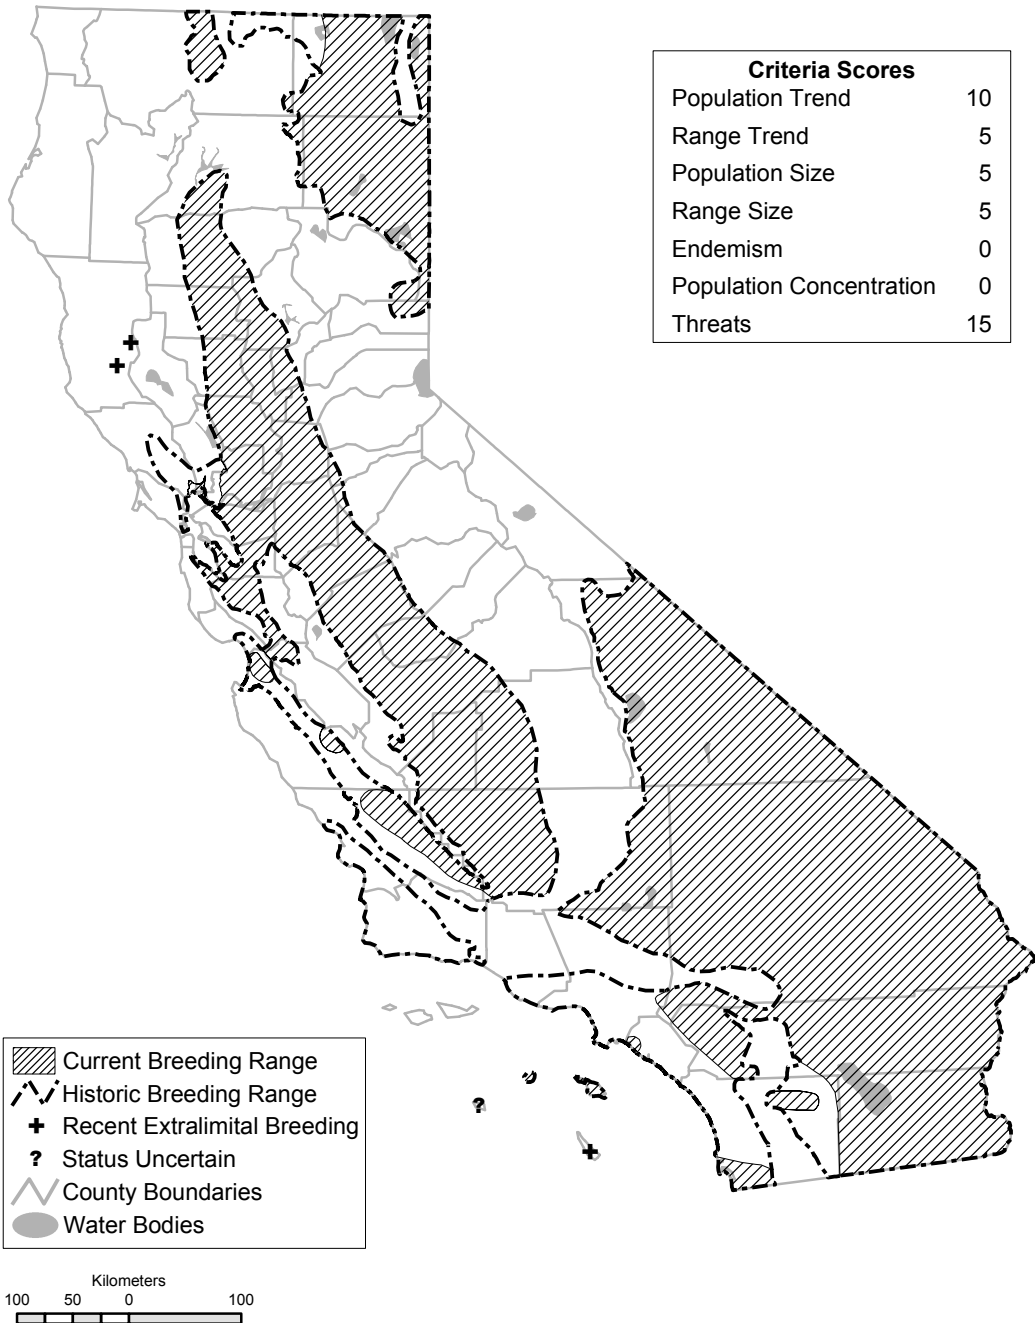 Criteria Scores
Population Trend 10
Range Trend 5
Population Size 5
Range Size 5
Endemism 0
Population Concentration 0
Threats 15
?
Current Breeding Range
Historic Breeding Range
Recent Extralimital Breeding
? Status Uncertain
County Boundaries
Water Bodies
Kilometers
100 50 0 100